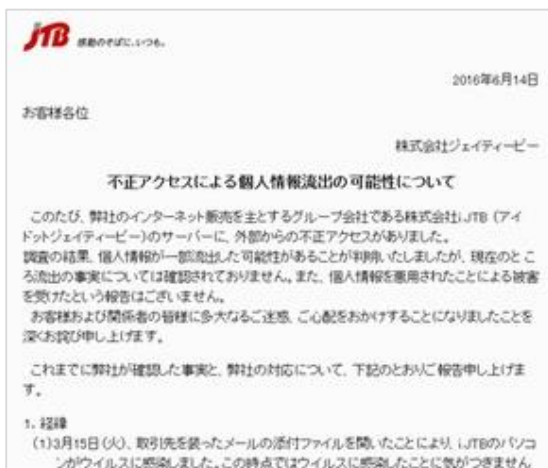 JTB 感動のそばに、いつも。
2016年6月14日
お客様各位
株式会社ジェイティービー
不正アクセスによる個人情報流出の可能性について
このたび、弊社のインターネット販売を主とするグループ会社である株式会社i.JTB（アイ
ドットジェイティービー）のサーバーに、外部からの不正アクセスがありました。
調査の結果、個人情報が一部流出した可能性があることが判明いたしましたが、現在のとこ
ろ流出の事実については確認されておりません。また、個人情報を悪用されたことによる被害
を受けたという報告はございません。
お客様および関係者の皆様に多大なるご迷惑、ご心配をおかけすることになりましたことを
深くお詫び申し上げます。
これまでに弊社が確認した事実と、弊社の対応について、下記のとおりご報告申し上げま
す。
1. 経緯
(1)3月15日（火）、取引先を装ったメールの添付ファイルを開いたことにより、i.JTBのパソコ
ンがウイルスに感染しました。この時点ではウイルスに感染したことに気がつきません